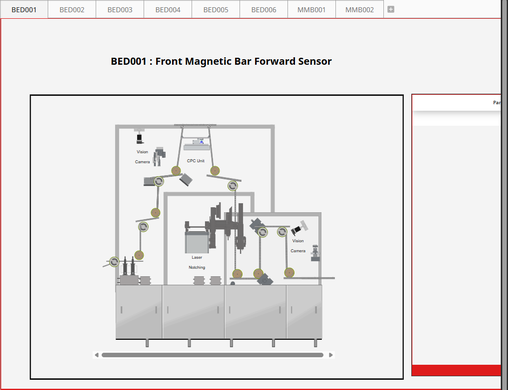 BED001 BED002 BED003 BED004 BED005 BED006 MMB001 MMB002
BED001 : Front Magnetic Bar Forward Sensor
Par
Vision
Camera
CPC Unit
Vision
Camera
Laser
Notching